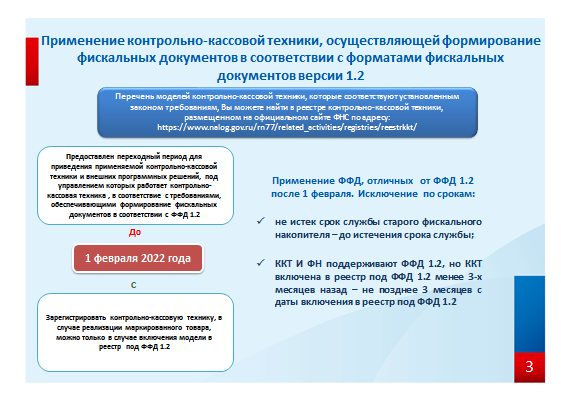 Применение контрольно-кассовой техники, осуществляющей формирование
фискальных документов в соответствии с форматами фискальных
документов версии 1.2
Перечень моделей контрольно-кассовой техники, которые соответствуют установленным
законом требованиям, Вы можете найти в реестре контрольно-кассовой техники,
размещенном на официальном сайте ФНС по адресу:
https://www.nalog.gov.ru/rn77/related_activities/registries/reestrkkt/
Предоставлен переходный период для
приведения применяемой контрольно-кассовой
техники и внешних программных решений, под
управлением которых работает контрольно-
кассовая техника , в соответствие с требованиями,
обеспечивающими формирование фискальных
документов в соответствии с ФФД 1.2
До
1 февраля 2022 года
С
Зарегистрировать контрольно-кассовую технику, в
случае реализации маркированного товара,
можно только в случае включения модели в
реестр под ФФД 1.2
Применение ФФД, отличных от ФФД 1.2
после 1 февраля. Исключение по срокам:
✓ не истек срок службы старого фискального
накопителя – до истечения срока службы;
✓ ККТ И ФН поддерживают ФФД 1.2, но ККТ
включена в реестр под ФФД 1.2 менее 3-х
месяцев назад – не позднее 3 месяцев с
даты включения в реестр под ФФД 1.2
3